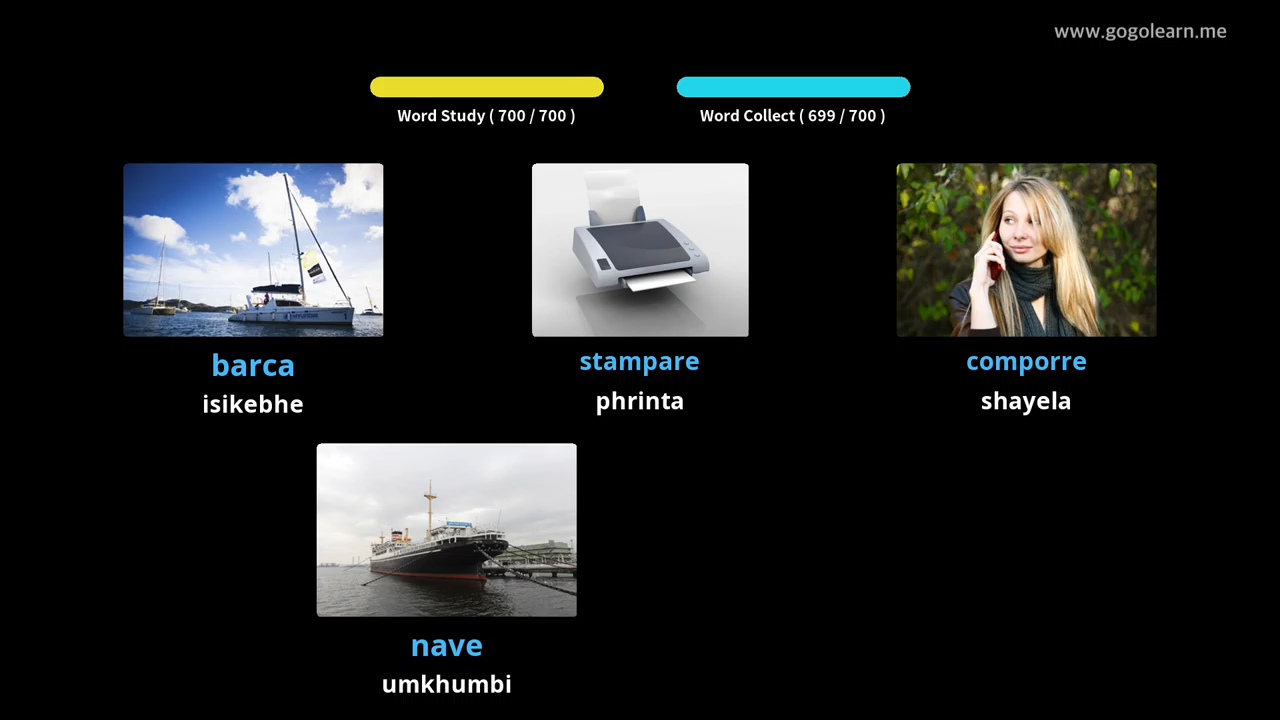 www.gogolearn.me
Word Study ( 700 / 700 )
Word Collect ( 699 / 700 )
barca
stampare
comporre
isikebhe
phrinta
shayela
nave
umkhumbi